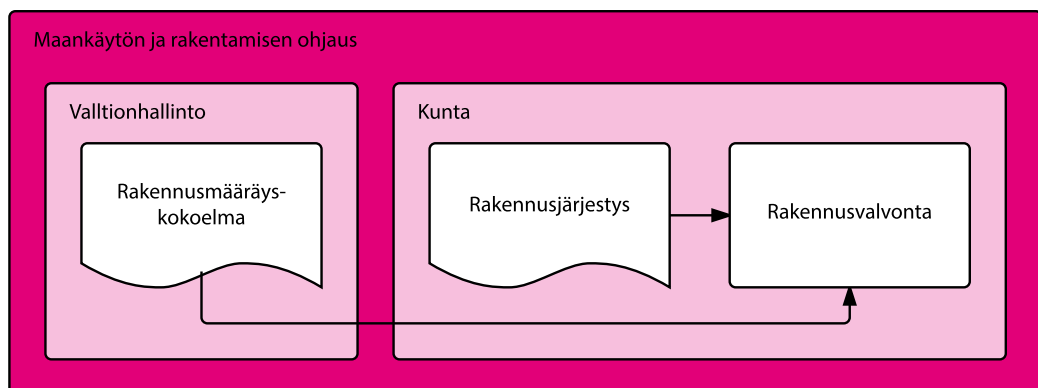 Maankäytön ja rakentamisen ohjaus
Valltionhallinto
Rakennusmääräys-
kokoelma
Kunta
Rakennusjärjestys
Rakennusvalvonta